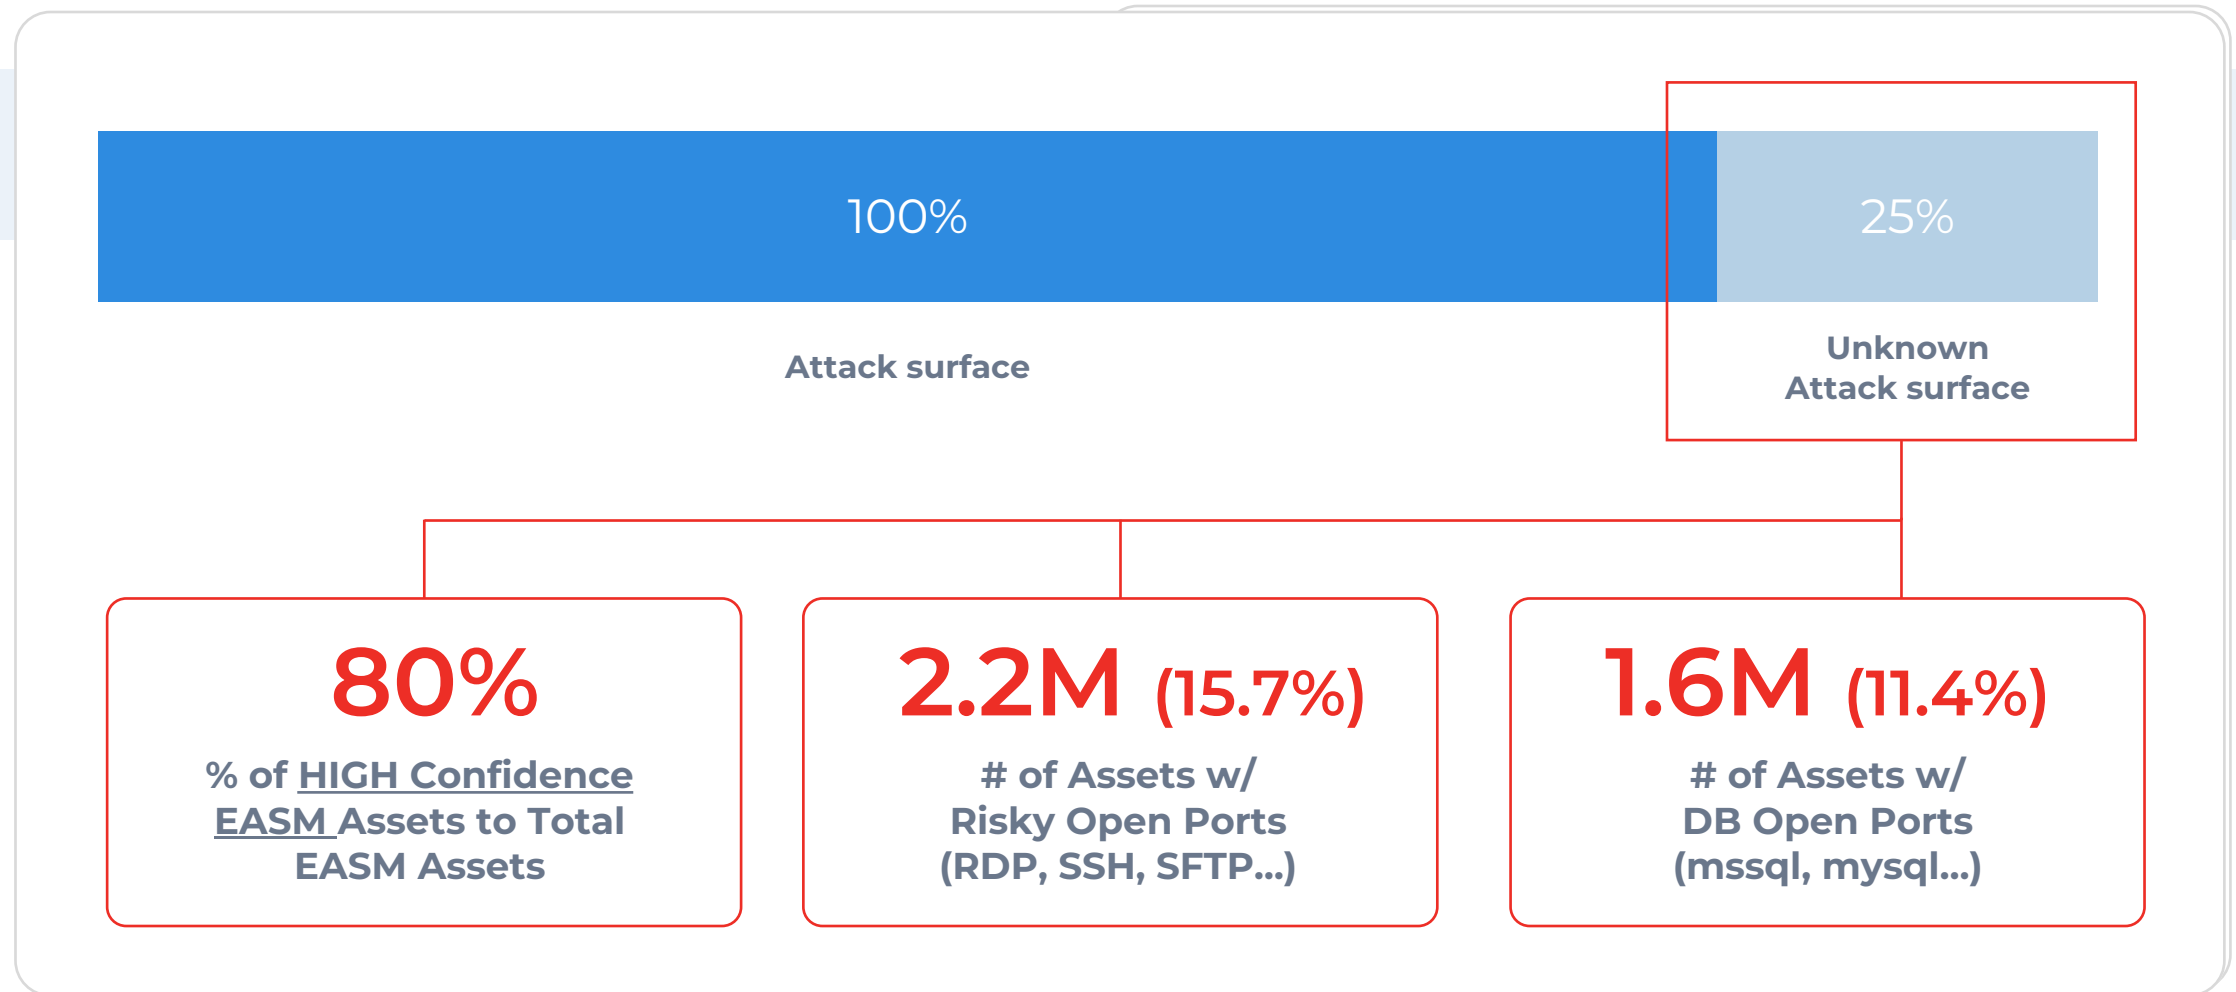 100%
25%
Attack surface
Unknown
Attack surface
80%
% of HIGH Confidence
EASM Assets to Total
EASM Assets
2.2M (15.7%)
# of Assets w/
Risky Open Ports
(RDP, SSH, SFTP...)
1.6M (11.4%)
# of Assets w/
DB Open Ports
(mssql, mysql...)